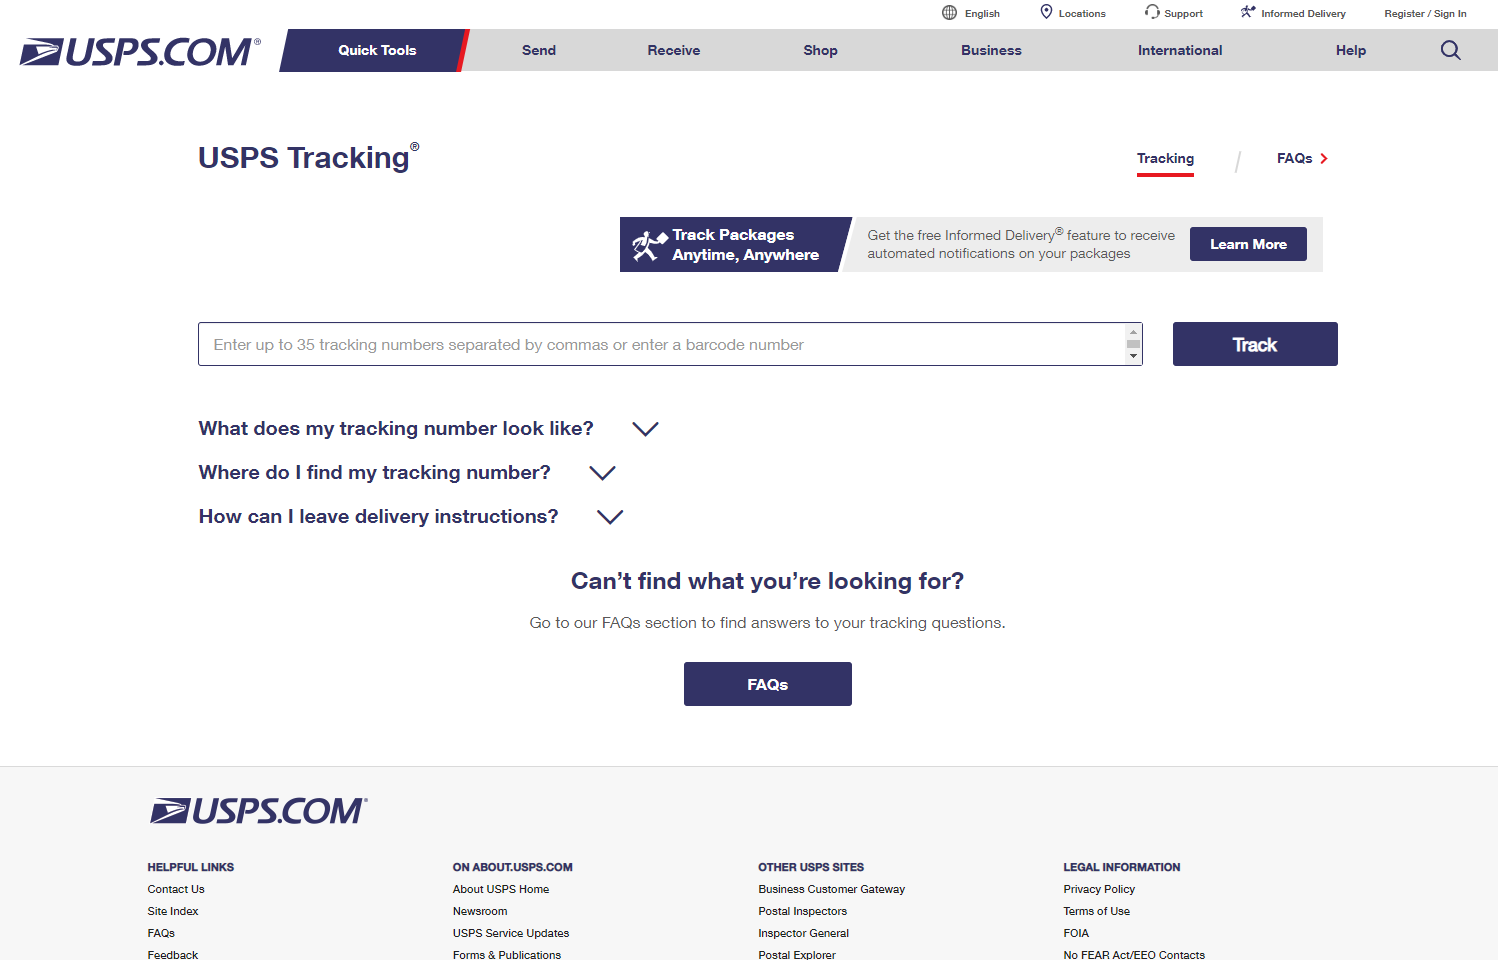 English
Locations
Support
Informed Delivery
Register / Sign In
USPS.COM®
Quick Tools
Send
Receive
Shop
Business
International
Help
USPS Tracking®
Tracking
FAQs
Track Packages
Anytime, Anywhere
Get the free Informed Delivery® feature to receive
automated notifications on your packages
Learn More
Enter up to 35 tracking numbers separated by commas or enter a barcode number
Track
What does my tracking number look like?
Where do I find my tracking number?
How can I leave delivery instructions?
Can’t find what you’re looking for?
Go to our FAQs section to find answers to your tracking questions.
FAQs
USPS.COM®
HELPFUL LINKS
Contact Us
Site Index
FAQs
Feedback
ON ABOUT.USPS.COM
About USPS Home
Newsroom
USPS Service Updates
Forms & Publications
OTHER USPS SITES
Business Customer Gateway
Postal Inspectors
Inspector General
Postal Explorer
LEGAL INFORMATION
Privacy Policy
Terms of Use
FOIA
No FEAR Act/EEO Contacts